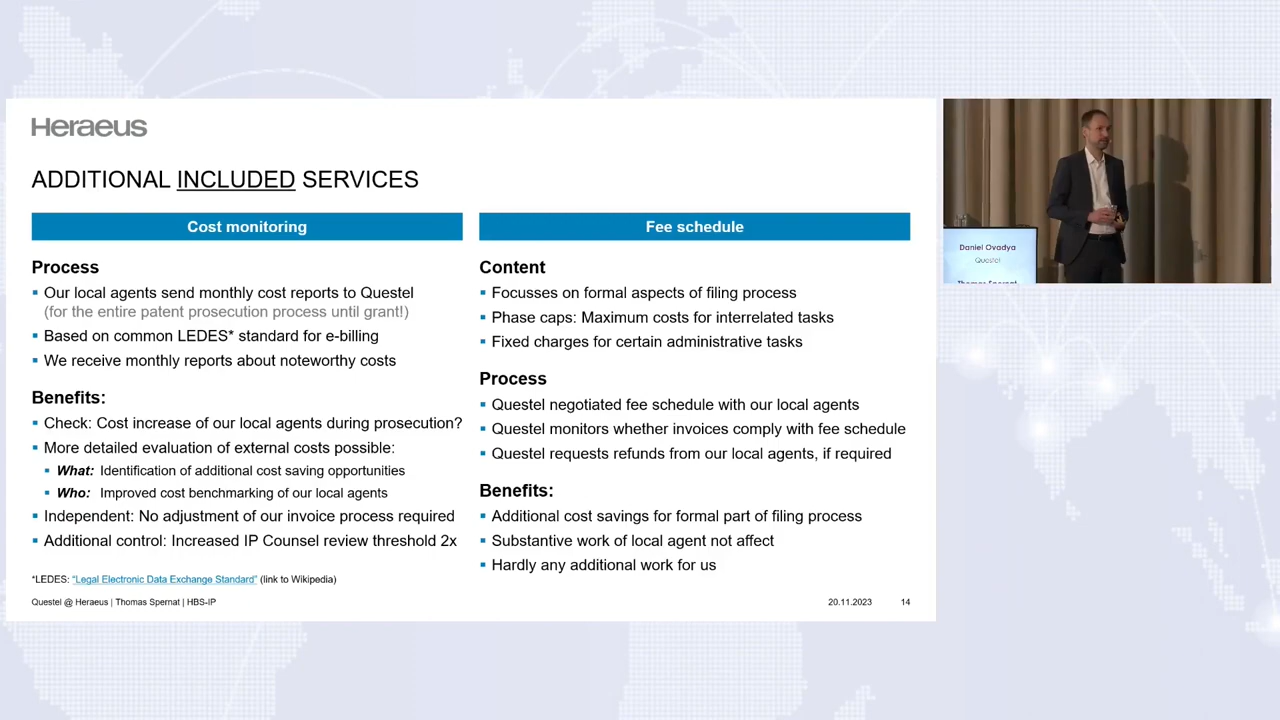 Heraeus
ADDITIONAL INCLUDED SERVICES
Cost monitoring
Process
Our local agents send monthly cost reports to Questel
(for the entire patent prosecution process until grant!)
Based on common LEDES* standard for e-billing
We receive monthly reports about noteworthy costs
Benefits:
Check: Cost increase of our local agents during prosecution?
More detailed evaluation of external costs possible:
What: Identification of additional cost saving opportunities
Who: Improved cost benchmarking of our local agents
Independent: No adjustment of our invoice process required
Additional control: Increased IP Counsel review threshold 2x
*LEDES: "Legal Electronic Data Exchange Standard" (link to Wikipedia)
Fee schedule
Content
Focusses on formal aspects of filing process
Phase caps: Maximum costs for interrelated tasks
Fixed charges for certain administrative tasks
Process
Questel negotiated fee schedule with our local agents
Questel monitors whether invoices comply with fee schedule
Questel requests refunds from our local agents, if required
Benefits:
Additional cost savings for formal part of filing process
Substantive work of local agent not affect
Hardly any additional work for us
Questel @ Heraeus | Thomas Spernat | HBS-IP
20.11.2023 14
Daniel Ovadya
Questel
Thomas Spernat